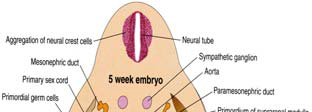 Aggregation of neural crest cells
Neural tube
Mesonephric duct
Sympathetic ganglion
Primary sex cord
5 week embryo
Aorta
Primordial germ cells
Paramesonephric duct
Primordium of suprarenal medulla